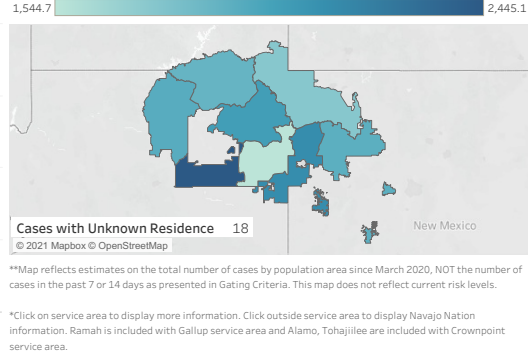 1,544.7
2,445.1
New Mexico
Cases with Unknown Residence 18
© 2021 Mapbox © OpenStreetMap
**Map reflects estimates on the total number of cases by population area since March 2020, NOT the number of
cases in the past 7 or 14 days as presented in Gating Criteria. This map does not reflect current risk levels.
*Click on service area to display more information. Click outside service area to display Navajo Nation
information. Ramah is included with Gallup service area and Alamo, Tohajiilee are included with Crownpoint
service area.